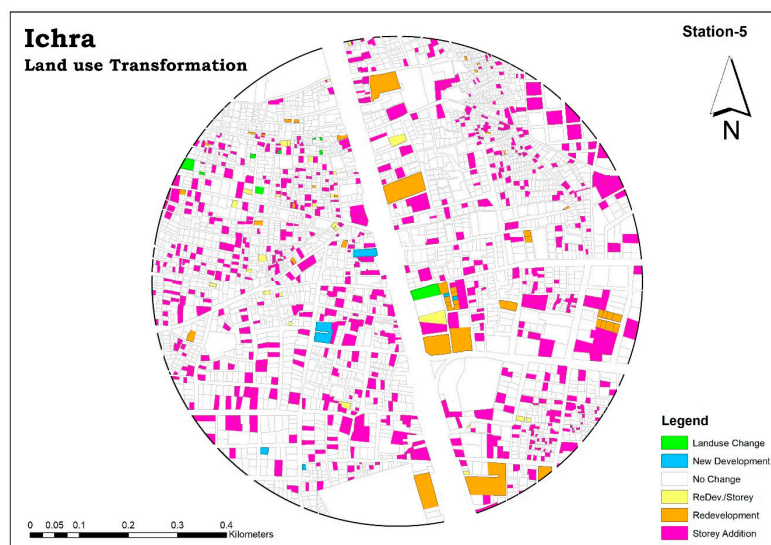 Ichra
Land use Transformation
Station-5
N
Legend
Landuse Change
New Development
No Change
ReDev./Storey
Redevelopment
Storey Addition
0 0.05 0.1 0.2 0.3 0.4
Kilometers